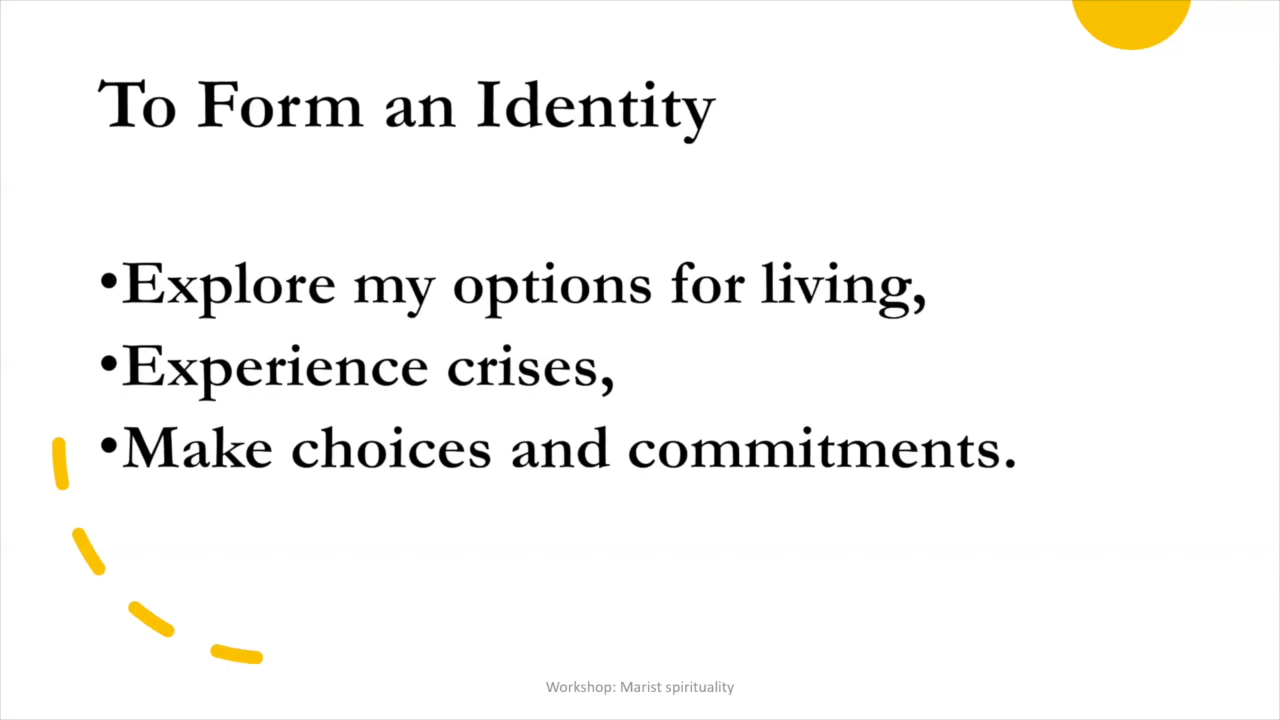 To Form an Identity
•Explore my options for living,
•Experience crises,
•Make choices and commitments.
Workshop: Marist spirituality